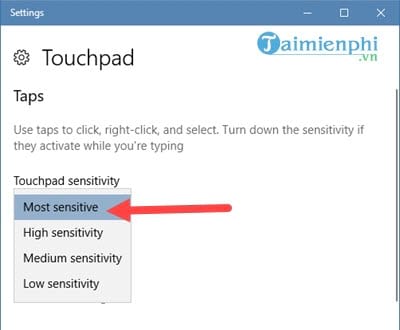 Settings
Taimienphi
.vn
Touchpad
Taps
Use taps to click, right-click, and select. Turn down the sensitivity if
they activate while you're typing
Touchpad sensitivity
Most sensitive
High sensitivity
Medium sensitivity
Low sensitivity